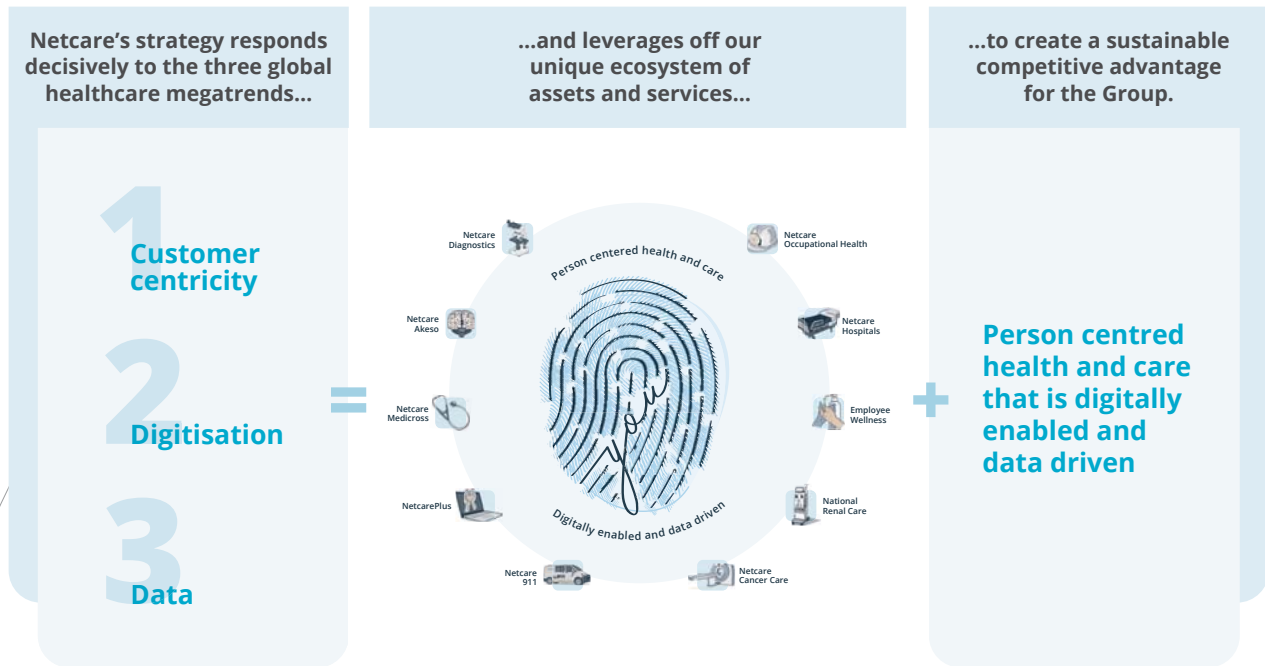 Netcare’s strategy responds
decisively to the three global
healthcare megatrends...
...and leverages off our
unique ecosystem of
assets and services...
...to create a sustainable
competitive advantage
for the Group.
1
Customer
centricity
2
Digitisation
3
Data
=
Person centered health and care
Netcare
Diagnostics
Netcare
Occupational Health
Netcare
Akeso
Netcare
Hospitals
Netcare
Medicross
Employee
Wellness
NetcarePlus
National
Renal Care
Netcare
911
Netcare
Cancer Care
you
Digitally enabled and data driven
+
Person centred
health and care
that is digitally
enabled and
data driven